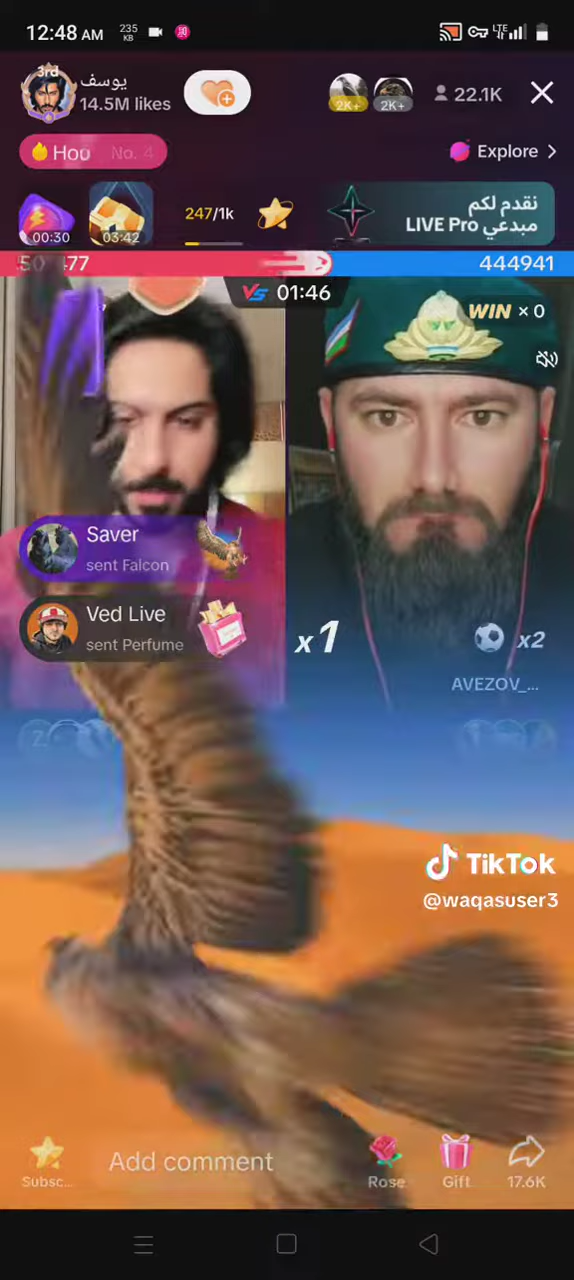 12:48 AM
235
KB
LTE
3rd
يوسف
14.5M likes
2K+
2K+
22.1K
No. 4
Explore
00:30
03:42
247/1k
نقدم لكم
مبدعي LIVE Pro
444941
VS 01:46
WIN × 0
Saver
sent Falcon
Ved Live
sent Perfume
x1
x2
AVEZOV_...
TikTok
@waqasuser3
Subsc...
Add comment
Rose
Gift
17.6K